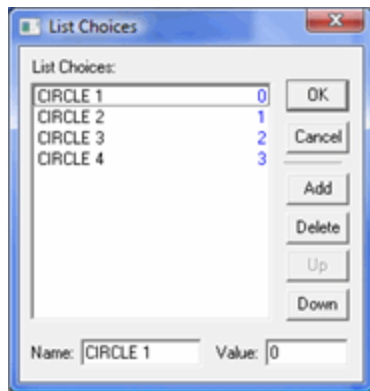 List Choices
List Choices:
CIRCLE 1 0
CIRCLE 2 1
CIRCLE 3 2
CIRCLE 4 3
OK
Cancel
Add
Delete
Up
Down
Name: CIRCLE 1 Value: 0